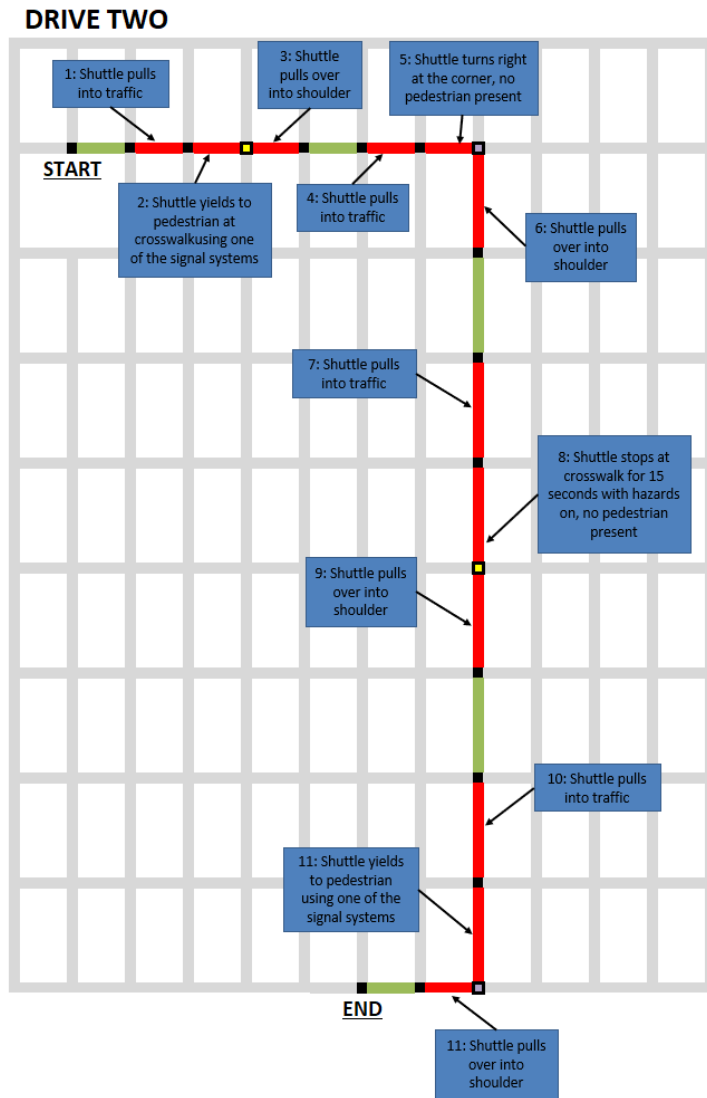 DRIVE TWO
1: Shuttle pulls
into traffic
3: Shuttle
pulls over
into shoulder
5: Shuttle turns right
at the corner, no
pedestrian present
START
2: Shuttle yields to
pedestrian at
crosswalkusing one
of the signal systems
4: Shuttle pulls
into traffic
6: Shuttle pulls
over into
shoulder
7: Shuttle pulls
into traffic
8: Shuttle stops at
crosswalk for 15
seconds with hazards
on, no pedestrian
present
9: Shuttle pulls
over into
shoulder
10: Shuttle pulls
into traffic
11: Shuttle yields
to pedestrian
using one of the
signal systems
END
11: Shuttle pulls
over into
shoulder